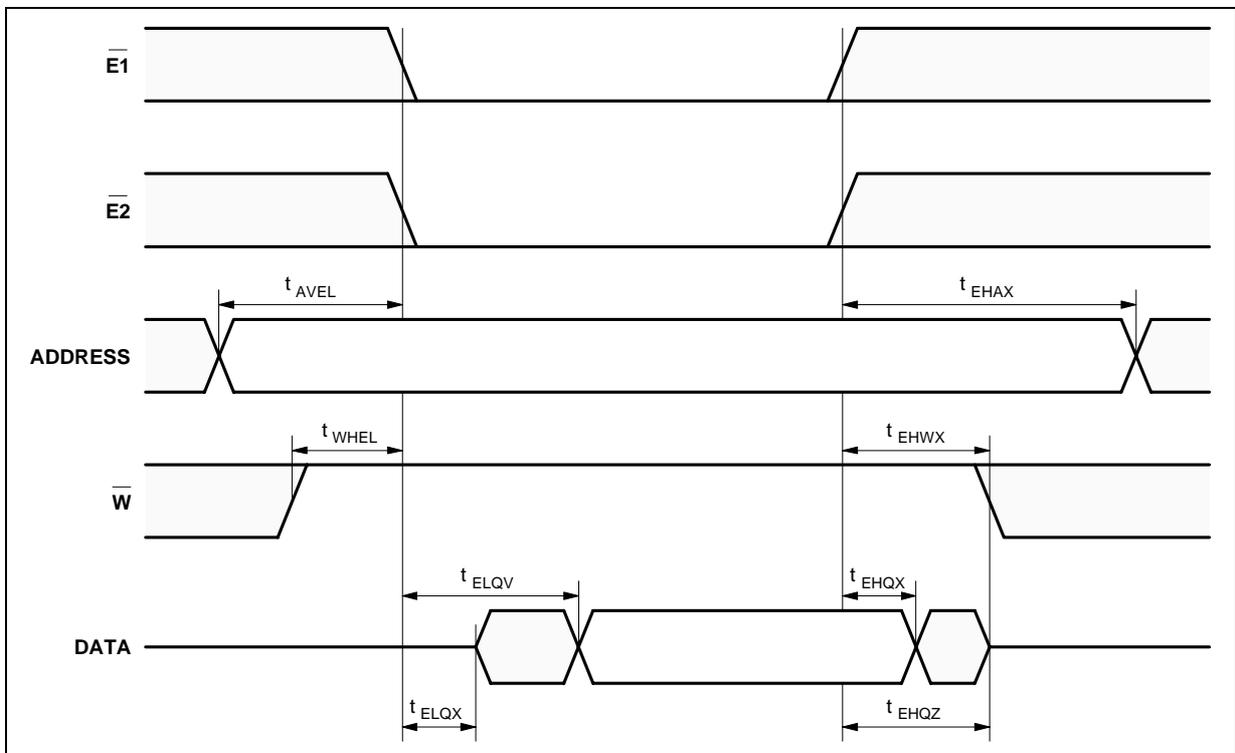 E1
E2
t AVEL
t EHAX
ADDRESS
t WHEL
t EHWX
W
t ELQV
t EHQX
DATA
t ELQX
t EHQZ